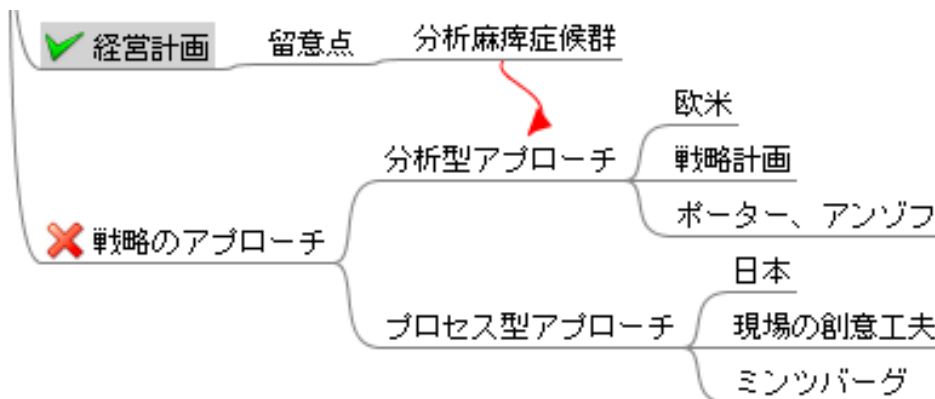 経営計画
留意点
分析麻痺症候群
戦略のアプローチ
分析型アプローチ
欧米
戦略計画
ポーター、アンゾフ
プロセス型アプローチ
日本
現場の創意工夫
ミンツバーグ